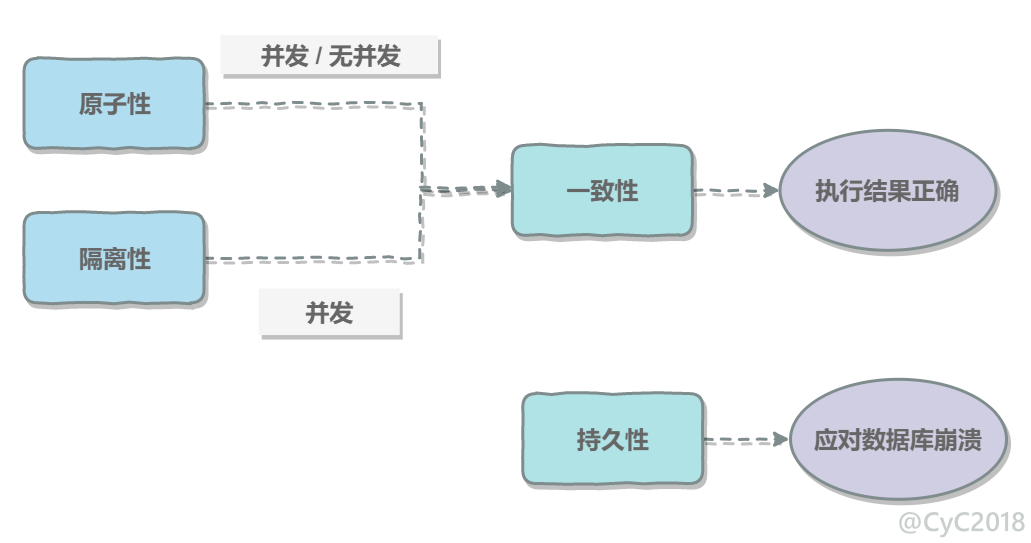 并发 / 无并发
原子性
一致性
执行结果正确
隔离性
并发
持久性
应对数据库崩溃
@CyC2018